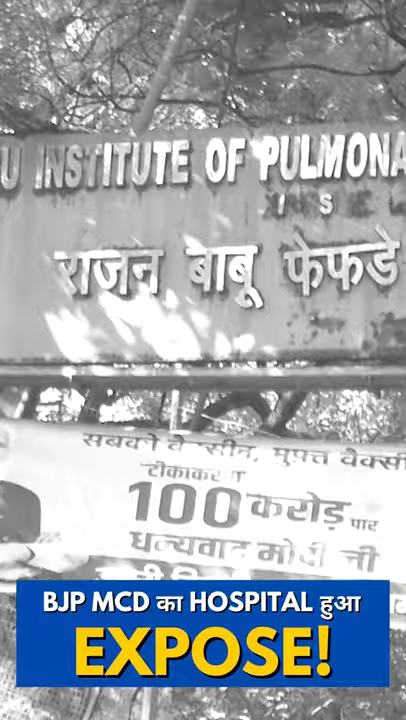 U INSTITUTE OF PULMONA
राजन बाबू फेफडे
सबको वैक्सीन, मुफ्त वैक्सी
टीकाकरण
100 करोड़ पार
धन्यवाद मोदी जी
BJP MCD का HOSPITAL हुआ
EXPOSE!